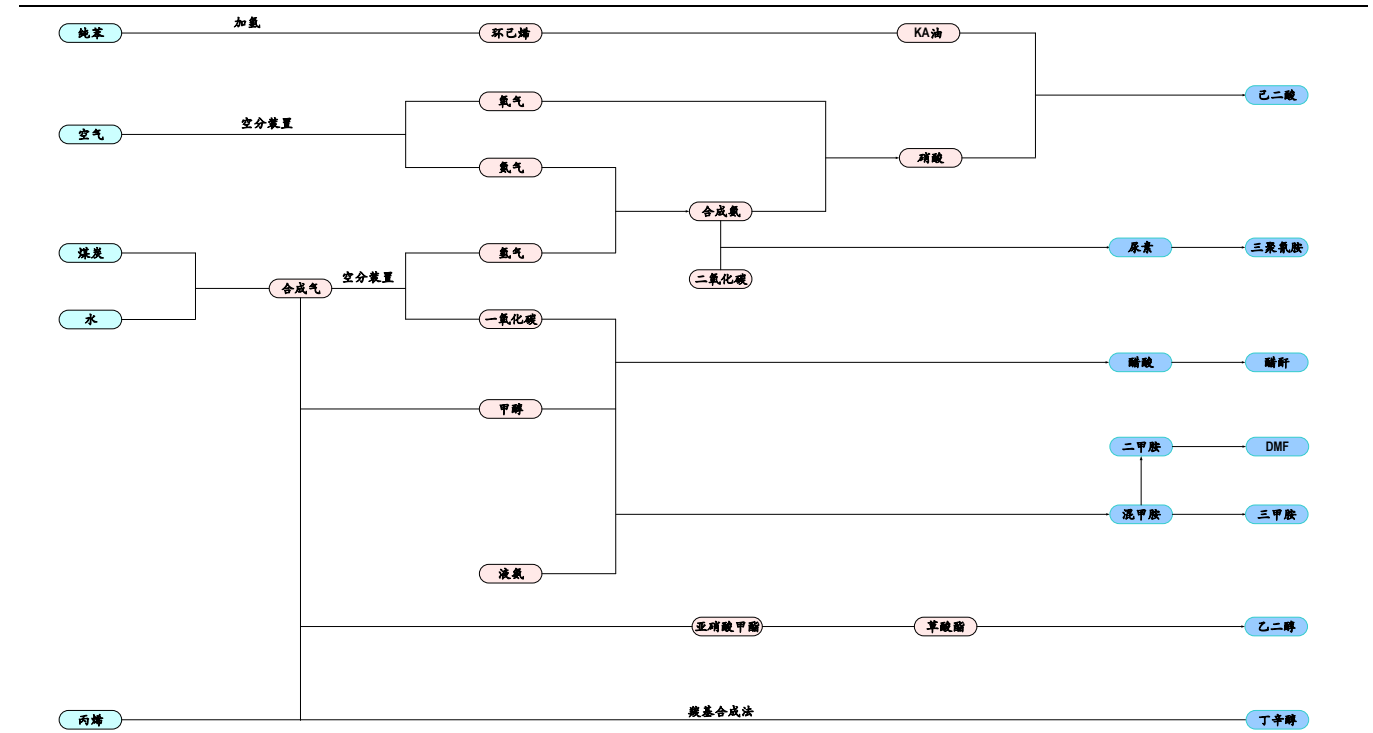 加氢
纯苯
环己烯
KA油
氧气
己二酸
空分装置
空气
硝酸
氮气
合成氨
煤炭
氢气
尿素
三聚氰胺
空分装置
二氧化碳
合成气
水
一氧化碳
醋酸
醋酐
甲醇
二甲胺
DMF
混甲胺
三甲胺
液氨
亚硝酸甲酯
草酸酯
乙二醇
羰基合成法
丙烯
丁辛醇